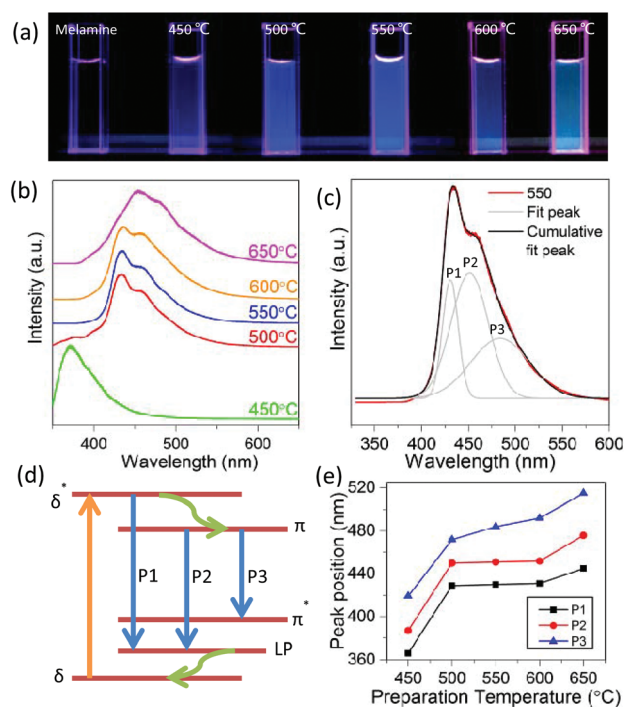 (a)
Melamine 450 ℃ 500 ℃ 550 ℃ 600 ℃ 650 ℃
(b)
Intensity (a.u.)
650°C
600°C
550°C
500°C
450°C
400 500 600
Wavelength (nm)
(c)
Intensity (a.u.)
550
Fit peak
Cumulative
fit peak
P1 P2
P3
350 400 450 500 550 600
Wavelength (nm)
(d)
δ*
π
P1 P2 P3
π*
LP
δ
(e)
Peak position (nm)
520
480
440
400
360
P1
P2
P3
450 500 550 600 650
Preparation Temperature (°C)